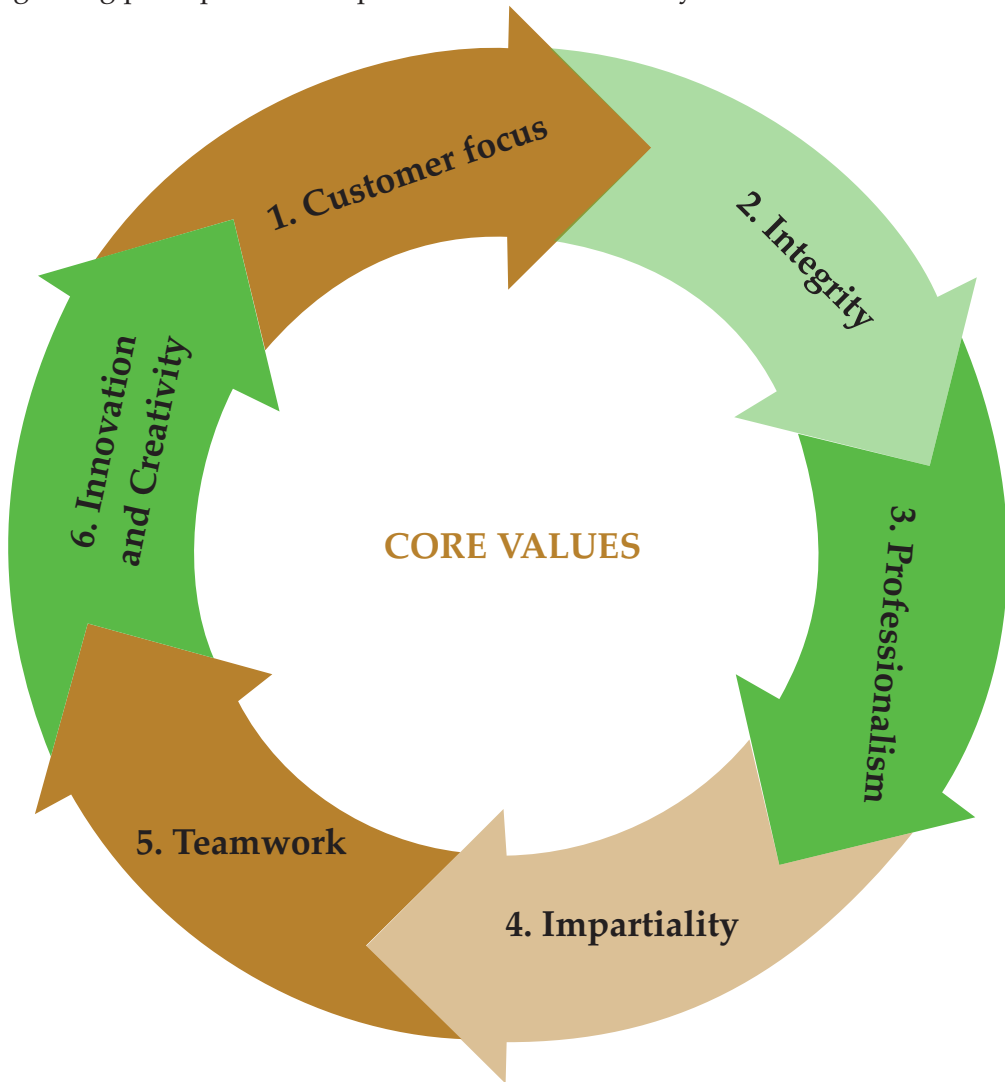 1. Customer focus
2. Integrity
3. Professionalism
4. Impartiality
5. Teamwork
6. Innovation
and Creativity
CORE VALUES